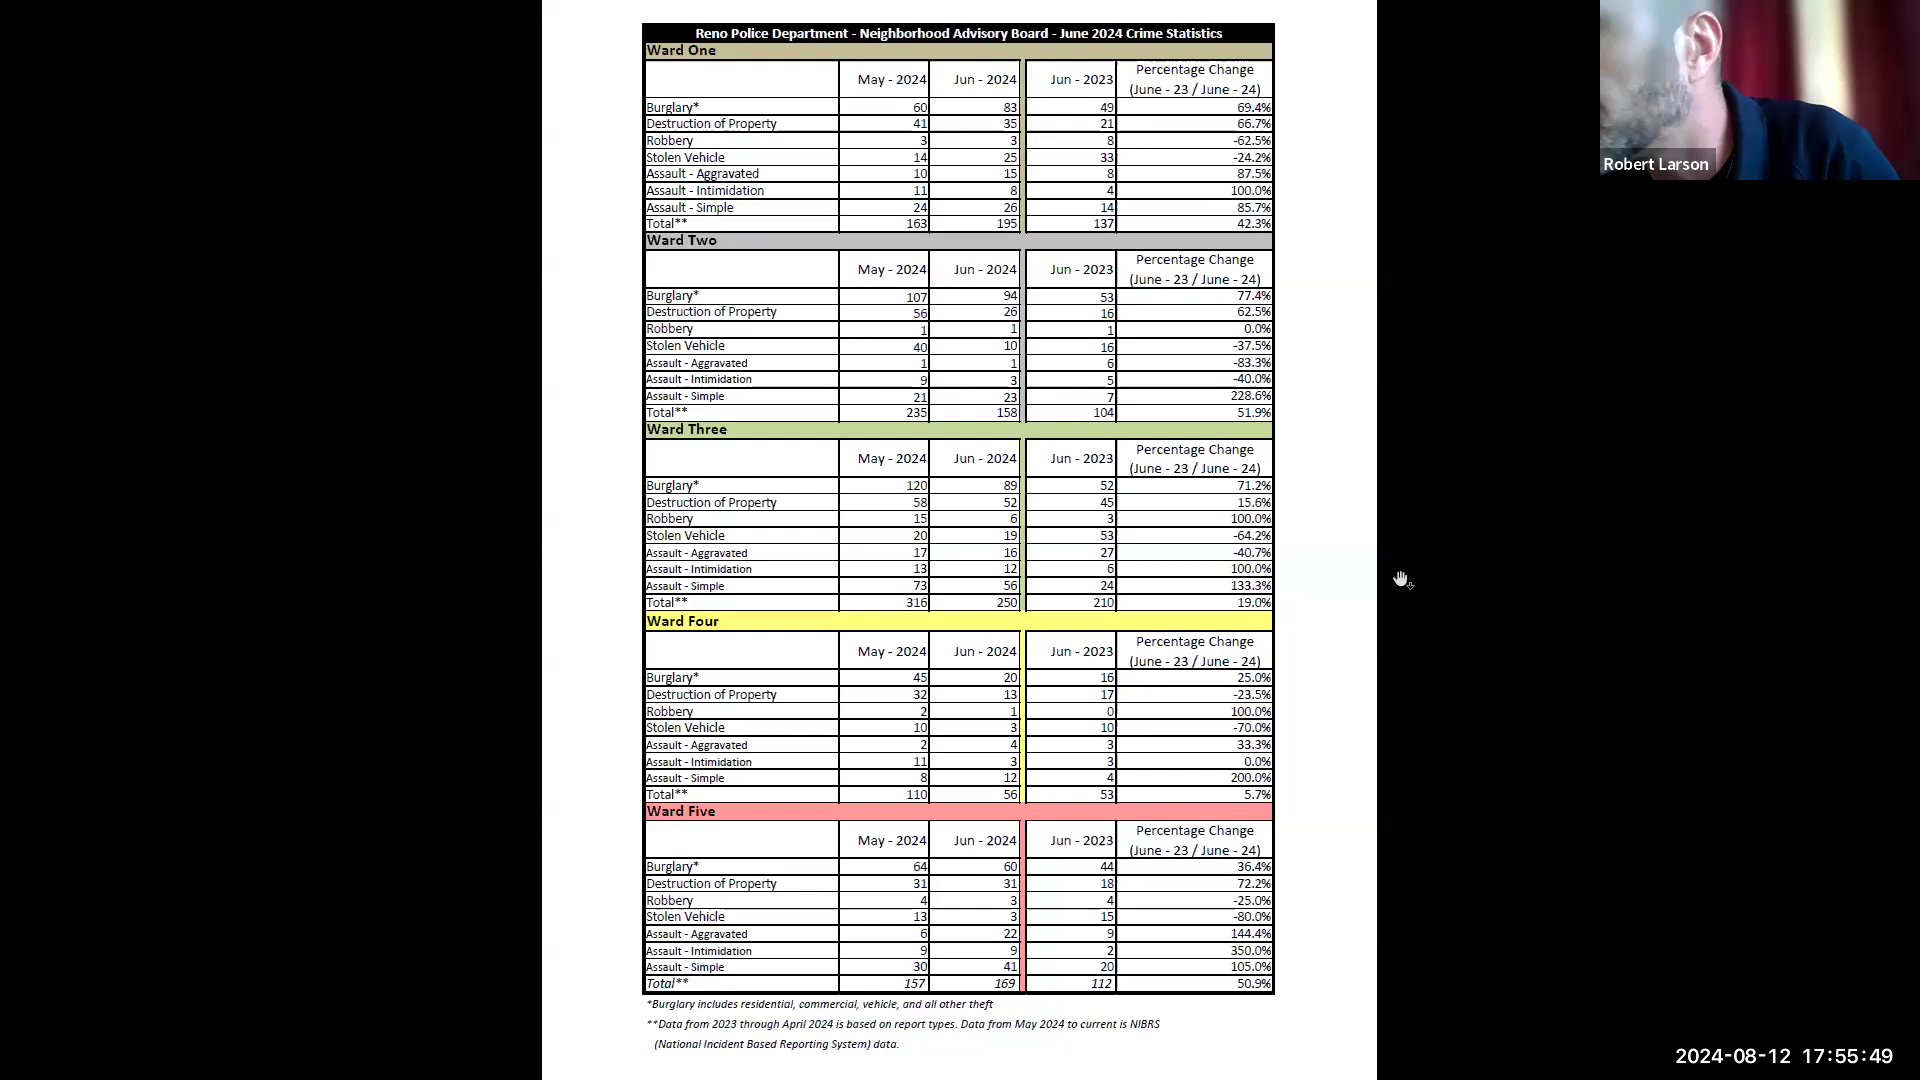 Reno Police Department - Neighborhood Advisory Board - June 2024 Crime Statistics
Ward One
May - 2024 Jun - 2024 Jun - 2023 Percentage Change (June - 23 / June - 24)
Burglary* 60 83 49 69.4%
Destruction of Property 41 35 21 66.7%
Robbery 3 3 8 -62.5%
Stolen Vehicle 14 25 33 -24.2%
Assault - Aggravated 10 15 8 87.5%
Assault - Intimidation 11 8 4 100.0%
Assault - Simple 24 26 14 85.7%
Total** 163 195 137 42.3%
Ward Two
May - 2024 Jun - 2024 Jun - 2023 Percentage Change (June - 23 / June - 24)
Burglary* 107 94 53 77.4%
Destruction of Property 56 26 16 62.5%
Robbery 1 1 1 0.0%
Stolen Vehicle 40 10 16 -37.5%
Assault - Aggravated 1 1 6 -83.3%
Assault - Intimidation 9 3 5 -40.0%
Assault - Simple 21 23 7 228.6%
Total** 235 158 104 51.9%
Ward Three
May - 2024 Jun - 2024 Jun - 2023 Percentage Change (June - 23 / June - 24)
Burglary* 120 89 52 71.2%
Destruction of Property 58 52 45 15.6%
Robbery 15 6 3 100.0%
Stolen Vehicle 20 19 53 -64.2%
Assault - Aggravated 17 16 27 -40.7%
Assault - Intimidation 13 12 6 100.0%
Assault - Simple 73 56 24 133.3%
Total** 316 250 210 19.0%
Ward Four
May - 2024 Jun - 2024 Jun - 2023 Percentage Change (June - 23 / June - 24)
Burglary* 45 20 16 25.0%
Destruction of Property 32 13 17 -23.5%
Robbery 2 1 0 100.0%
Stolen Vehicle 10 3 10 -70.0%
Assault - Aggravated 2 4 3 33.3%
Assault - Intimidation 11 3 3 0.0%
Assault - Simple 8 12 4 200.0%
Total** 110 56 53 5.7%
Ward Five
May - 2024 Jun - 2024 Jun - 2023 Percentage Change (June - 23 / June - 24)
Burglary* 64 60 44 36.4%
Destruction of Property 31 31 18 72.2%
Robbery 4 3 4 -25.0%
Stolen Vehicle 13 3 15 -80.0%
Assault - Aggravated 6 22 9 144.4%
Assault - Intimidation 9 9 2 350.0%
Assault - Simple 30 41 20 105.0%
Total** 157 169 112 50.9%
*Burglary includes residential, commercial, vehicle, and all other theft
**Data from 2023 through April 2024 is based on report types. Data from May 2024 to current is NIBRS
(National Incident Based Reporting System) data.
Robert Larson
2024-08-12 17:55:49